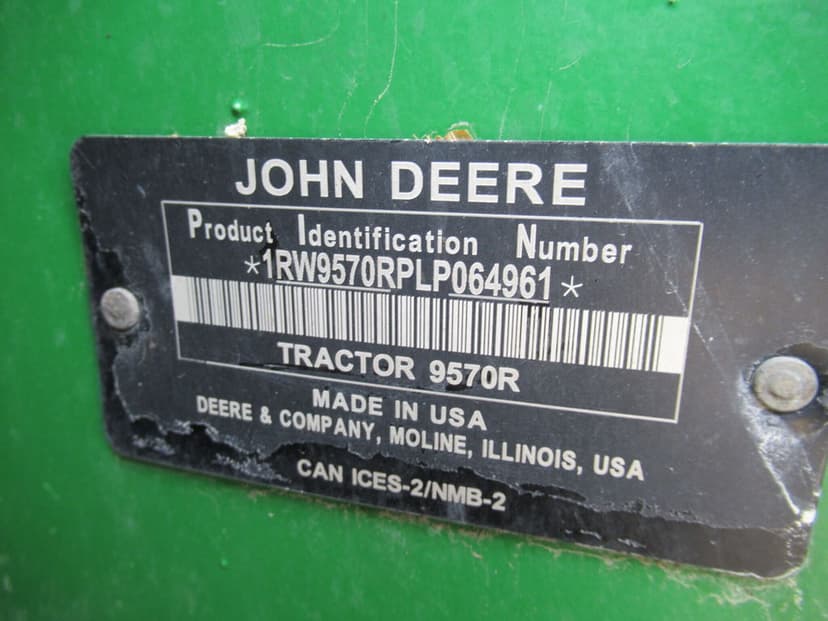 JOHN DEERE
Product Identification Number
*1RW9570RPLP064961*
TRACTOR 9570R
MADE IN USA
DEERE & COMPANY, MOLINE, ILLINOIS, USA
CAN ICES-2/NMB-2